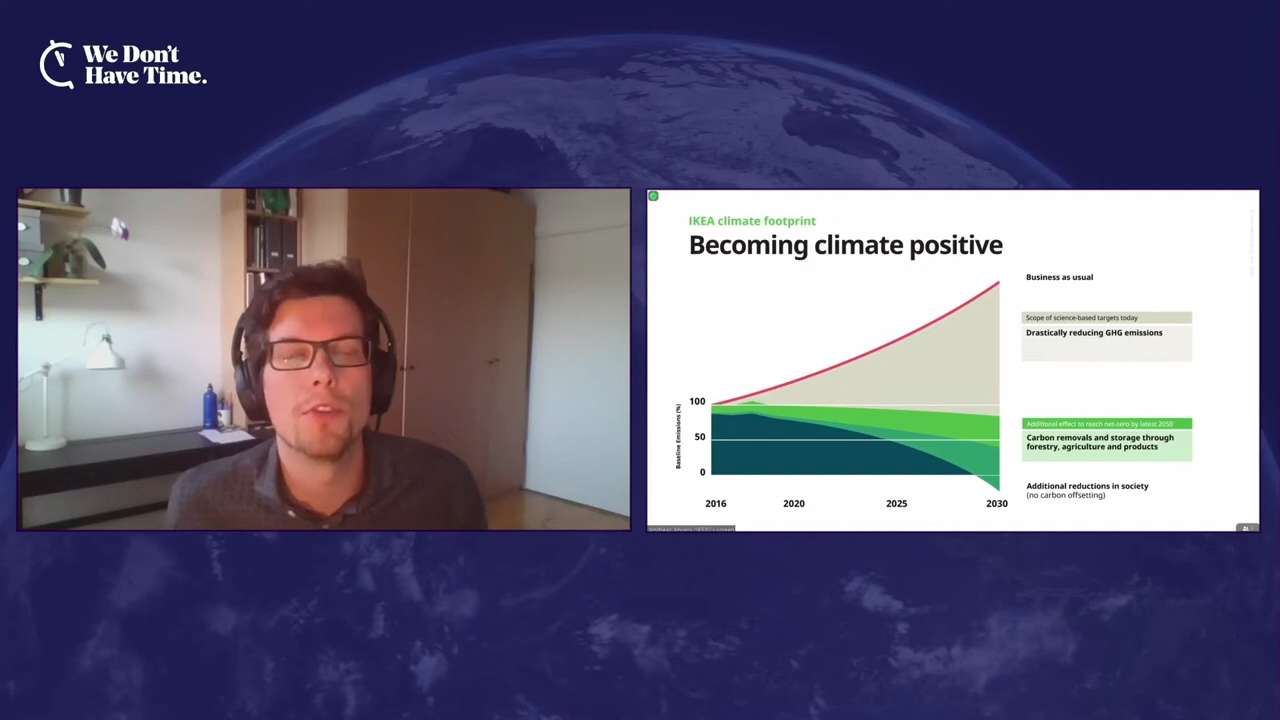 We Don't
Have Time.
IKEA climate footprint
Becoming climate positive
Business as usual
Scope of science-based targets today
Drastically reducing GHG emissions
100
50
0
Baseline Emissions (%)
Additional effect to reach net-zero by latest 2050
Carbon removals and storage through
forestry, agriculture and products
Additional reductions in society
(no carbon offsetting)
2016
2020
2025
2030